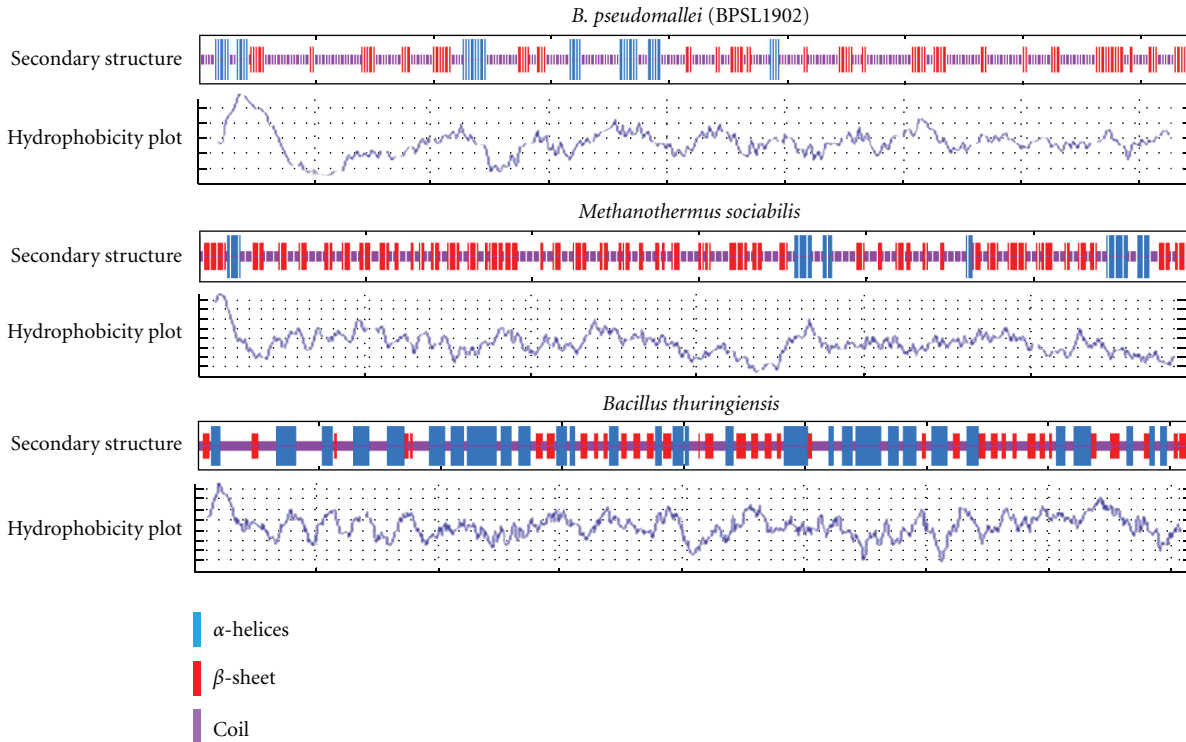 B. pseudomallei (BPSL1902)
Secondary structure
Hydrophobicity plot
Methanothermus sociabilis
Secondary structure
Hydrophobicity plot
Bacillus thuringiensis
Secondary structure
Hydrophobicity plot
α-helices
β-sheet
Coil